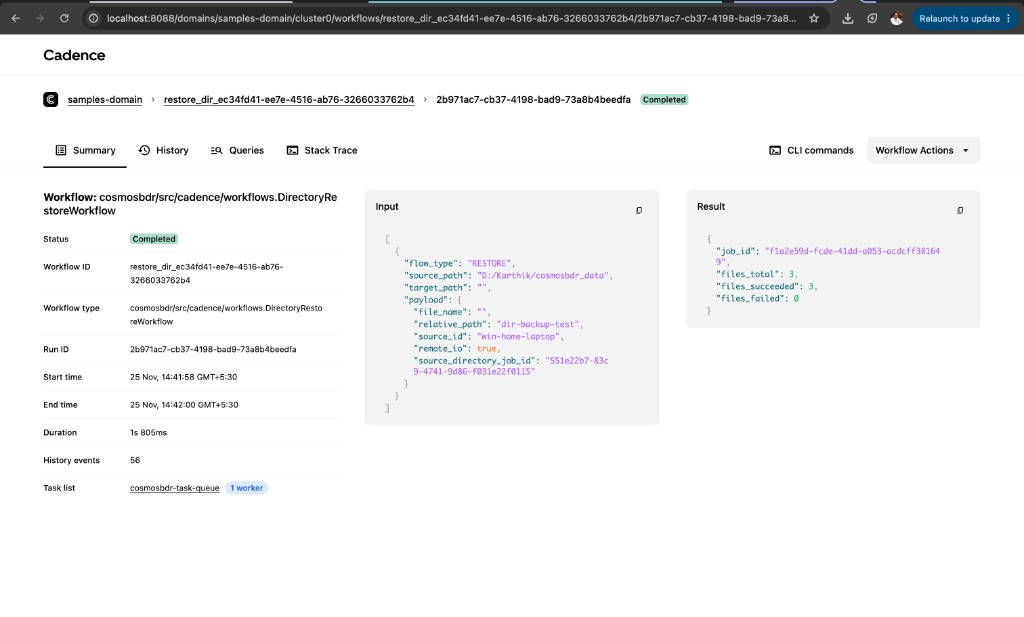 localhost:8088/domains/samples-domain/cluster0/workflows/restore_dir_ec34fd41-ee7e-4516-ab76-3266033762b4/2b971ac7-cb37-4198-bad9-73a8...
Relaunch to update
Cadence
samples-domain > restore_dir_ec34fd41-ee7e-4516-ab76-3266033762b4 > 2b971ac7-cb37-4198-bad9-73a8b4beedfa Completed
Summary History Queries Stack Trace CLI commands Workflow Actions
Workflow: cosmosbdr/src/cadence/workflows.DirectoryRe
storeWorkflow
Status Completed
Workflow ID restore_dir_ec34fd41-ee7e-4516-ab76-
3266033762b4
Workflow type cosmosbdr/src/cadence/workflows.DirectoryResto
reWorkflow
Run ID 2b971ac7-cb37-4198-bad9-73a8b4beedfa
Start time 25 Nov, 14:41:58 GMT+5:30
End time 25 Nov, 14:42:00 GMT+5:30
Duration 1s 805ms
History events 56
Task list cosmosbdr-task-queue 1 worker
Input
[
{
"flow_type": "RESTORE",
"source_path": "D:/Karthik/cosmosbdr_data",
"target_path": "",
"payload": {
"file_name": "",
"relative_path": "dir-backup-test",
"source_id": "win-home-laptop",
"remote_io": true,
"source_directory_job_id": "551e22b7-83c
9-4741-9d86-f031e22f0115"
}
}
]
Result
{
"job_id": "f1a2e59d-fcde-41dd-a053-acdcff38164
9",
"files_total": 3,
"files_succeeded": 3,
"files_failed": 0
}